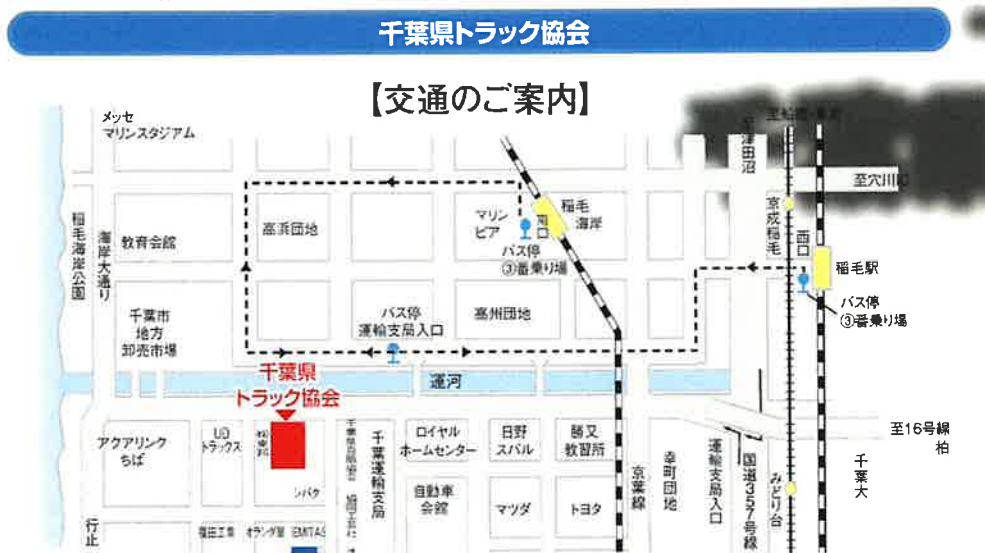 千葉県トラック協会
【交通のご案内】
メッセ
マリンスタジアム
津田沼
至穴川
稲毛海岸公園
海岸大通り
教育会館
高浜団地
マリン
ピア
南口
稲毛
海岸
バス停
③番乗り場
京成稲毛
西口
稲毛駅
バス停
③番乗り場
千葉市
地方
卸売市場
バス停
運輸支局入口
高州団地
運河
千葉県
トラック協会
アクアリンク
ちば
UD
トラックス
千葉運輸支局
ロイヤル
ホームセンター
日野
スバル
勝又
教習所
自動車
会館
マツダ
トヨタ
京葉線
幸町団地
運輸支局入口
国道357号線
みどり台
千葉大
至16号線
柏
行止